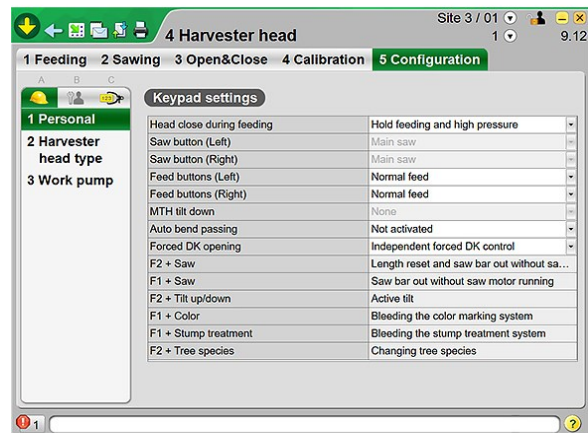 Site 3 / 01
4 Harvester head
1
9.12
1 Feeding 2 Sawing 3 Open&Close 4 Calibration 5 Configuration
A B C
Keypad settings
1 Personal
2 Harvester
head type
3 Work pump
Head close during feeding Hold feeding and high pressure
Saw button (Left) Main saw
Saw button (Right) Main saw
Feed buttons (Left) Normal feed
Feed buttons (Right) Normal feed
MTH tilt down None
Auto bend passing Not activated
Forced DK opening Independent forced DK control
F2 + Saw Length reset and saw bar out without sa...
F1 + Saw Saw bar out without saw motor running
F2 + Tilt up/down Active tilt
F1 + Color Bleeding the color marking system
F1 + Stump treatment Bleeding the stump treatment system
F2 + Tree species Changing tree species
1
?